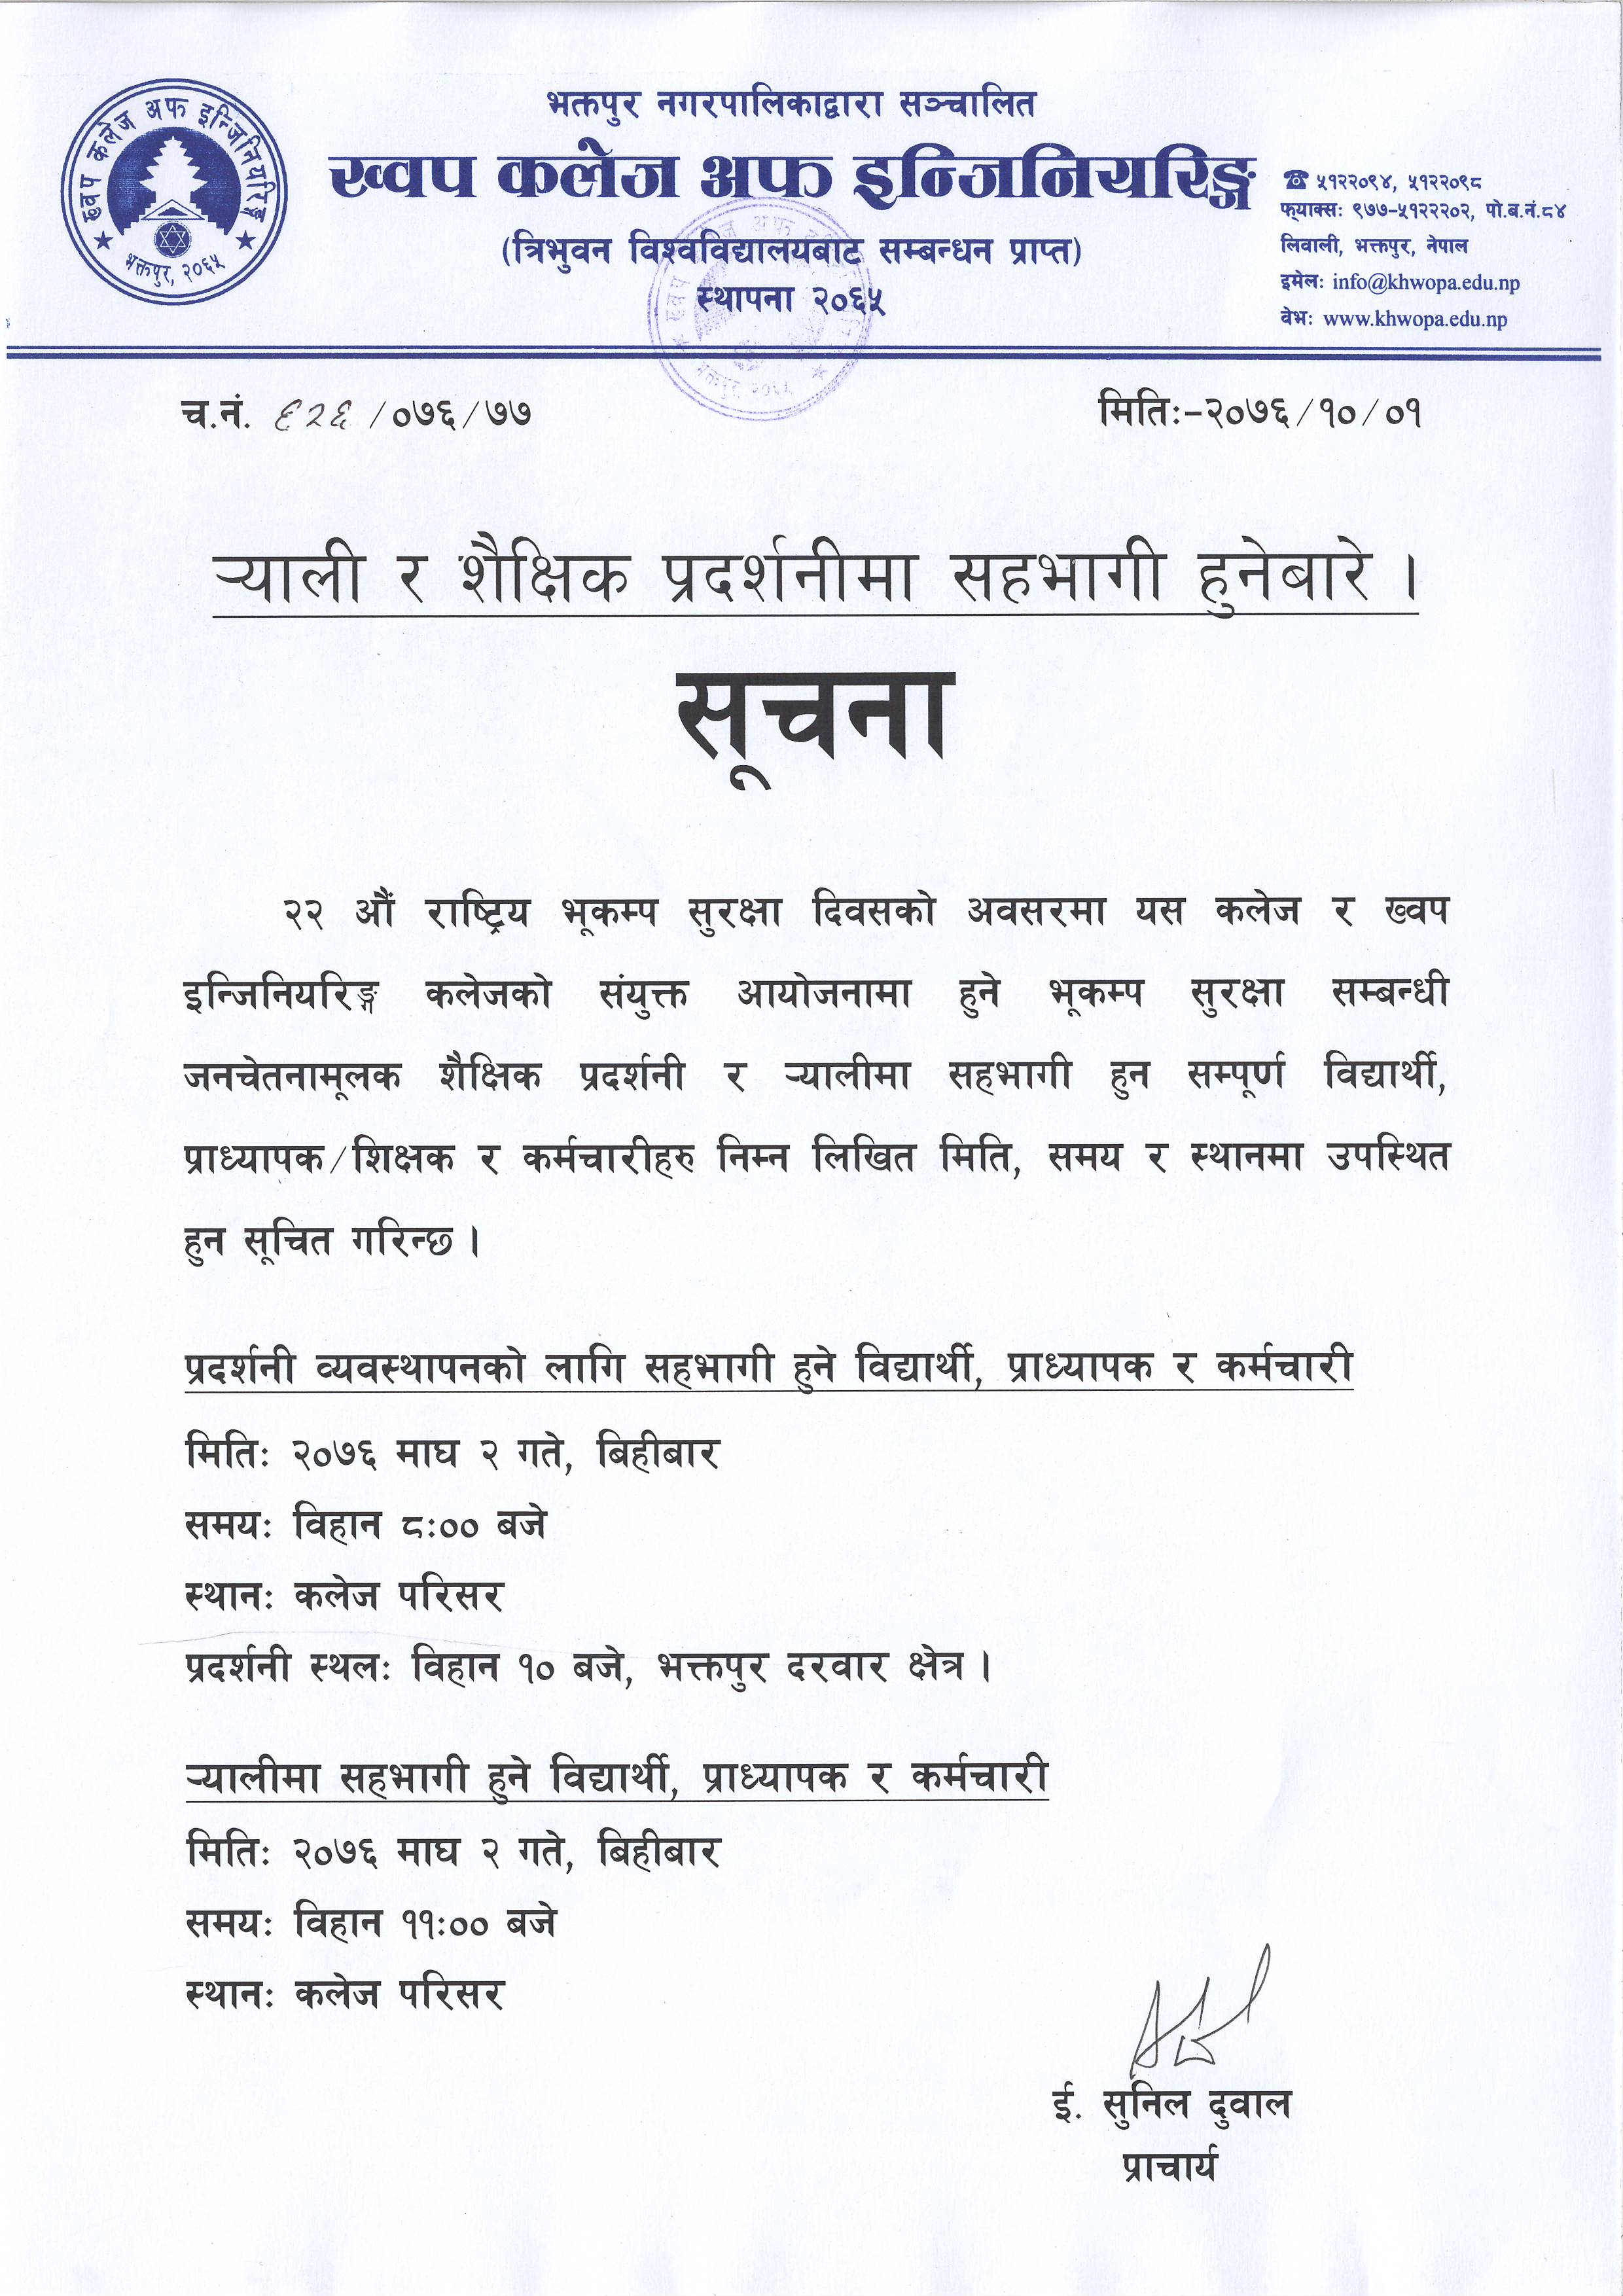 ख्वप कलेज अफ इन्जिनियरिङ्ग
भक्तपुर, २०६५
भक्तपुर नगरपालिकाद्वारा सञ्चालित
ख्वप कलेज अफ इन्जिनियरिङ्ग
(त्रिभुवन विश्वविद्यालयबाट सम्बन्धन प्राप्त)
स्थापना २०६५
☎ ५१२२०९४, ५१२२०९८
फ्याक्सः ९७७-५१२२२०२, पो.ब.नं.८४
लिवाली, भक्तपुर, नेपाल
इमेलः info@khwopa.edu.np
वेभः www.khwopa.edu.np
च.नं. ९२६/०७६/७७
मितिः-२०७६/१०/०१
ऱ्याली र शैक्षिक प्रदर्शनीमा सहभागी हुनेबारे ।
सूचना
२२ औं राष्ट्रिय भूकम्प सुरक्षा दिवसको अवसरमा यस कलेज र ख्वप
इन्जिनियरिङ्ग कलेजको संयुक्त आयोजनामा हुने भूकम्प सुरक्षा सम्बन्धी
जनचेतनामूलक शैक्षिक प्रदर्शनी र ऱ्यालीमा सहभागी हुन सम्पूर्ण विद्यार्थी,
प्राध्यापक/शिक्षक र कर्मचारीहरु निम्न लिखित मिति, समय र स्थानमा उपस्थित
हुन सूचित गरिन्छ ।
प्रदर्शनी व्यवस्थापनको लागि सहभागी हुने विद्यार्थी, प्राध्यापक र कर्मचारी
मितिः २०७६ माघ २ गते, बिहीबार
समयः विहान ८ः०० बजे
स्थानः कलेज परिसर
प्रदर्शनी स्थलः विहान १० बजे, भक्तपुर दरवार क्षेत्र ।
ऱ्यालीमा सहभागी हुने विद्यार्थी, प्राध्यापक र कर्मचारी
मितिः २०७६ माघ २ गते, बिहीबार
समयः विहान ११ः०० बजे
स्थानः कलेज परिसर
ई. सुनिल दुवाल
प्राचार्य